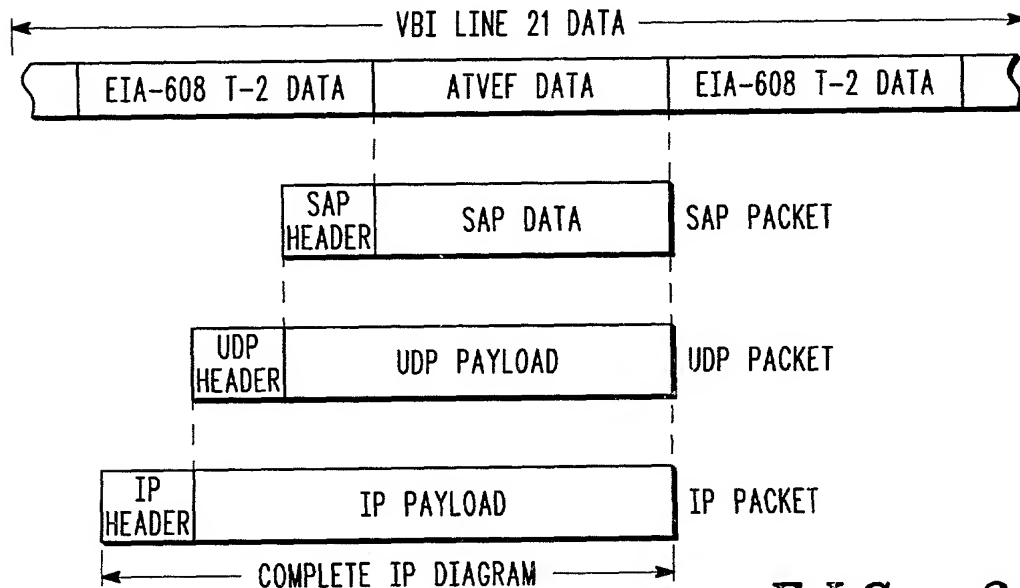 VBI LINE 21 DATA
EIA-608 T-2 DATA ATVEF DATA EIA-608 T-2 DATA
SAP HEADER SAP DATA SAP PACKET
UDP HEADER UDP PAYLOAD UDP PACKET
IP HEADER IP PAYLOAD IP PACKET
COMPLETE IP DIAGRAM